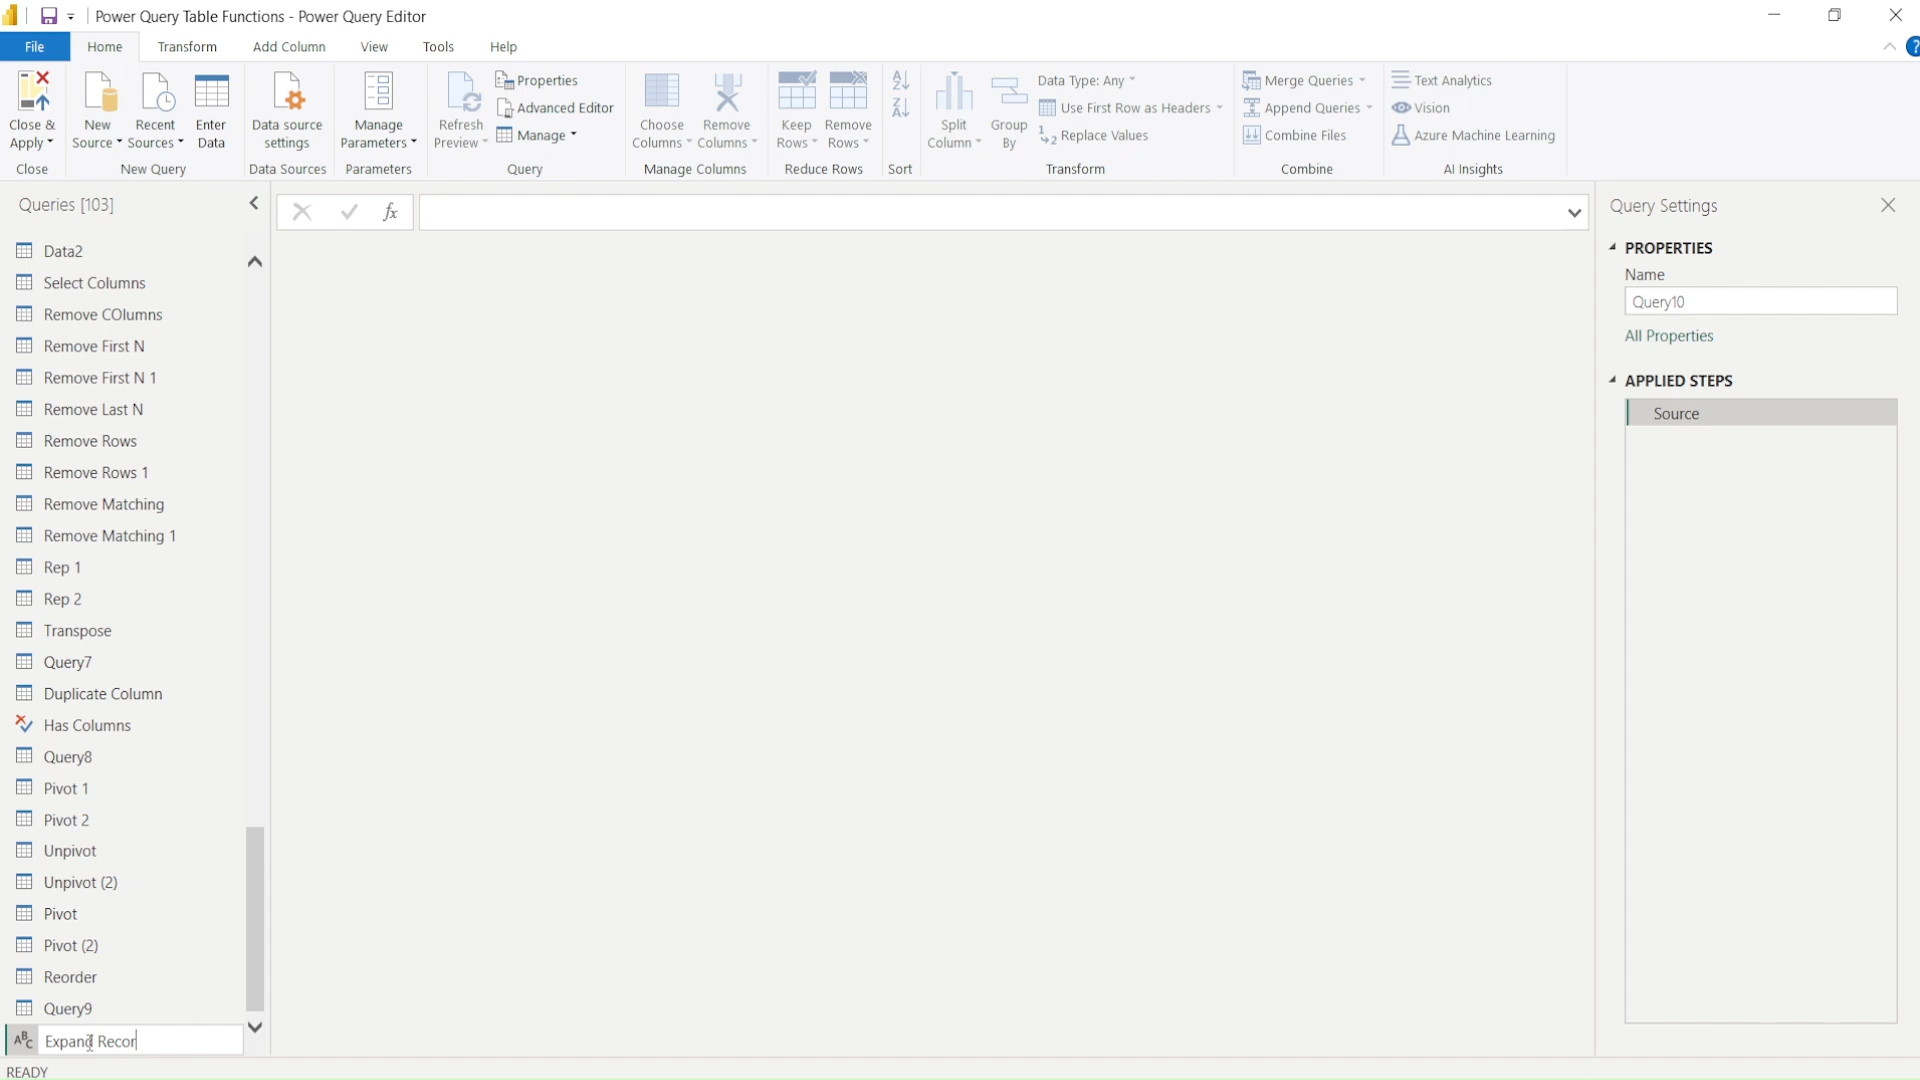 Power Query Table Functions - Power Query Editor
File Home Transform Add Column View Tools Help
Close & Apply
New Source
Recent Sources
Enter Data
Data source settings
Manage Parameters
Refresh Preview
Properties
Advanced Editor
Manage
Choose Columns
Remove Columns
Keep Rows
Remove Rows
Split Column
Group By
Data Type: Any
Use First Row as Headers
Replace Values
Merge Queries
Append Queries
Combine Files
Text Analytics
Vision
Azure Machine Learning
Close New Query Data Sources Parameters Query Manage Columns Reduce Rows Sort Transform Combine AI Insights
Queries [103]
fx
Data2
Select Columns
Remove COlumns
Remove First N
Remove First N 1
Remove Last N
Remove Rows
Remove Rows 1
Remove Matching
Remove Matching 1
Rep 1
Rep 2
Transpose
Query7
Duplicate Column
Has Columns
Query8
Pivot 1
Pivot 2
Unpivot
Unpivot (2)
Pivot
Pivot (2)
Reorder
Query9
ABC Expand Recor
READY
Query Settings
PROPERTIES
Name
Query10
All Properties
APPLIED STEPS
Source